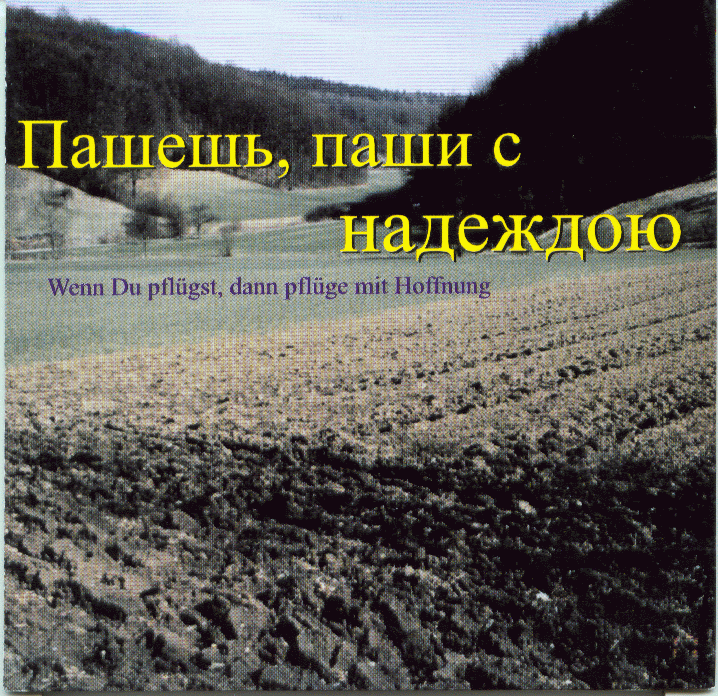 Пашешь, паши с
надеждою
Wenn Du pflügst, dann pflüge mit Hoffnung